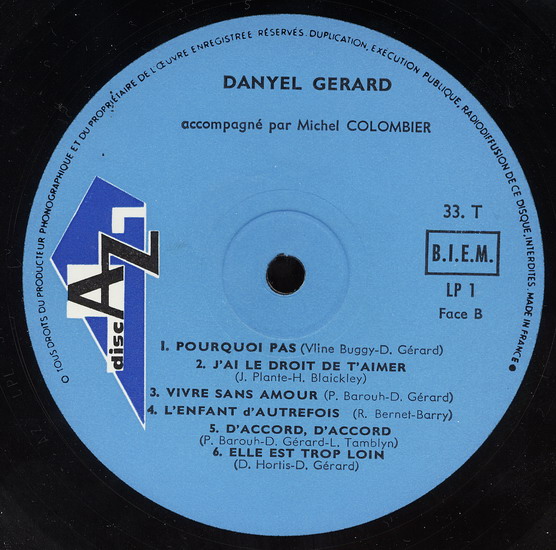 O TOUS DROITS DU PRODUCTEUR PHONOGRAPHIQUE ET DU PROPRIÉTAIRE DE L'ŒUVRE ENREGISTREE RÉSERVÉS. DUPLICATION, EXÉCUTION PUBLIQUE, RADIODIFFUSION DE CE DISQUE, INTERDITES. MADE IN FRANCE ●
DANYEL GERARD
accompagné par Michel COLOMBIER
disc AZ
33. T
B.I.E.M.
LP 1
Face B
1. POURQUOI PAS (Vline Buggy-D. Gérard)
2. J'AI LE DROIT DE T'AIMER
(J. Plante-H. Blaickley)
3. VIVRE SANS AMOUR (P. Barouh-D. Gérard)
4. L'ENFANT d'AUTREFOIS (R. Bernet-Barry)
5. D'ACCORD, D'ACCORD
(P. Barouh-D. Gérard-L. Tamblyn)
6. ELLE EST TROP LOIN
(D. Hortis-D. Gérard)